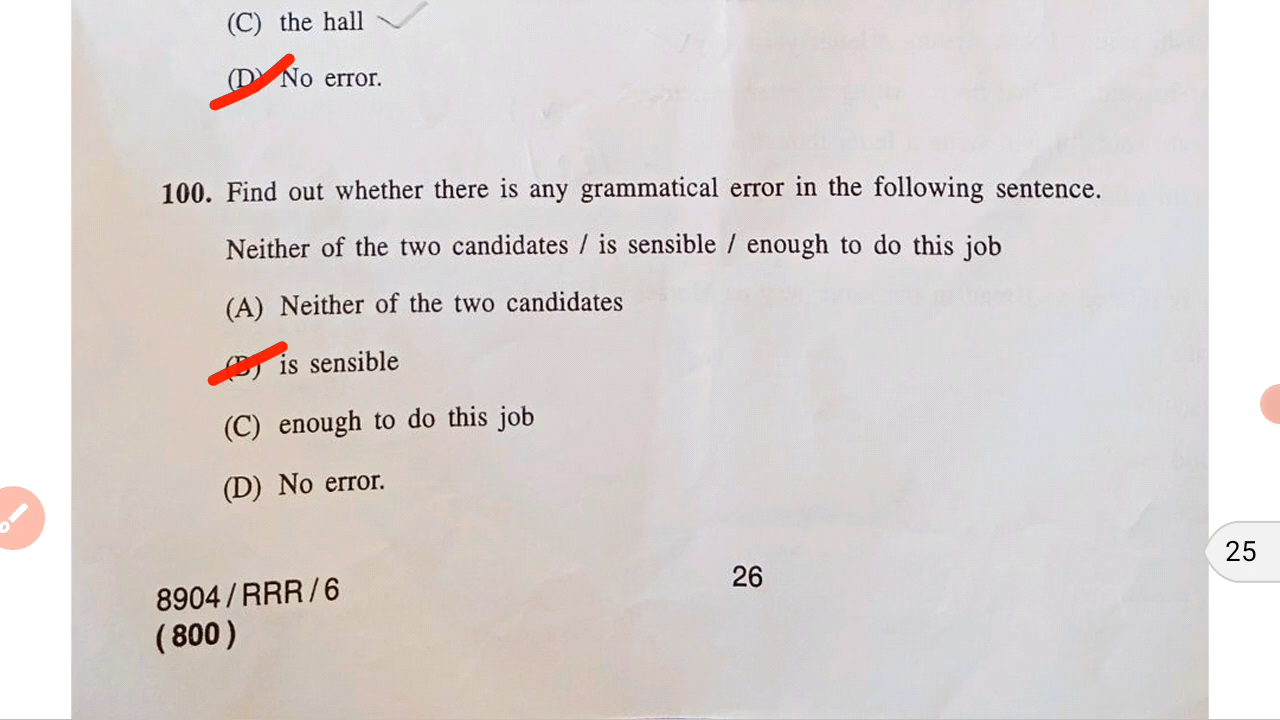 (C) the hall
(D) No error.
100. Find out whether there is any grammatical error in the following sentence.
Neither of the two candidates / is sensible / enough to do this job
(A) Neither of the two candidates
(B) is sensible
(C) enough to do this job
(D) No error.
25
8904/RRR/6
26
(800)